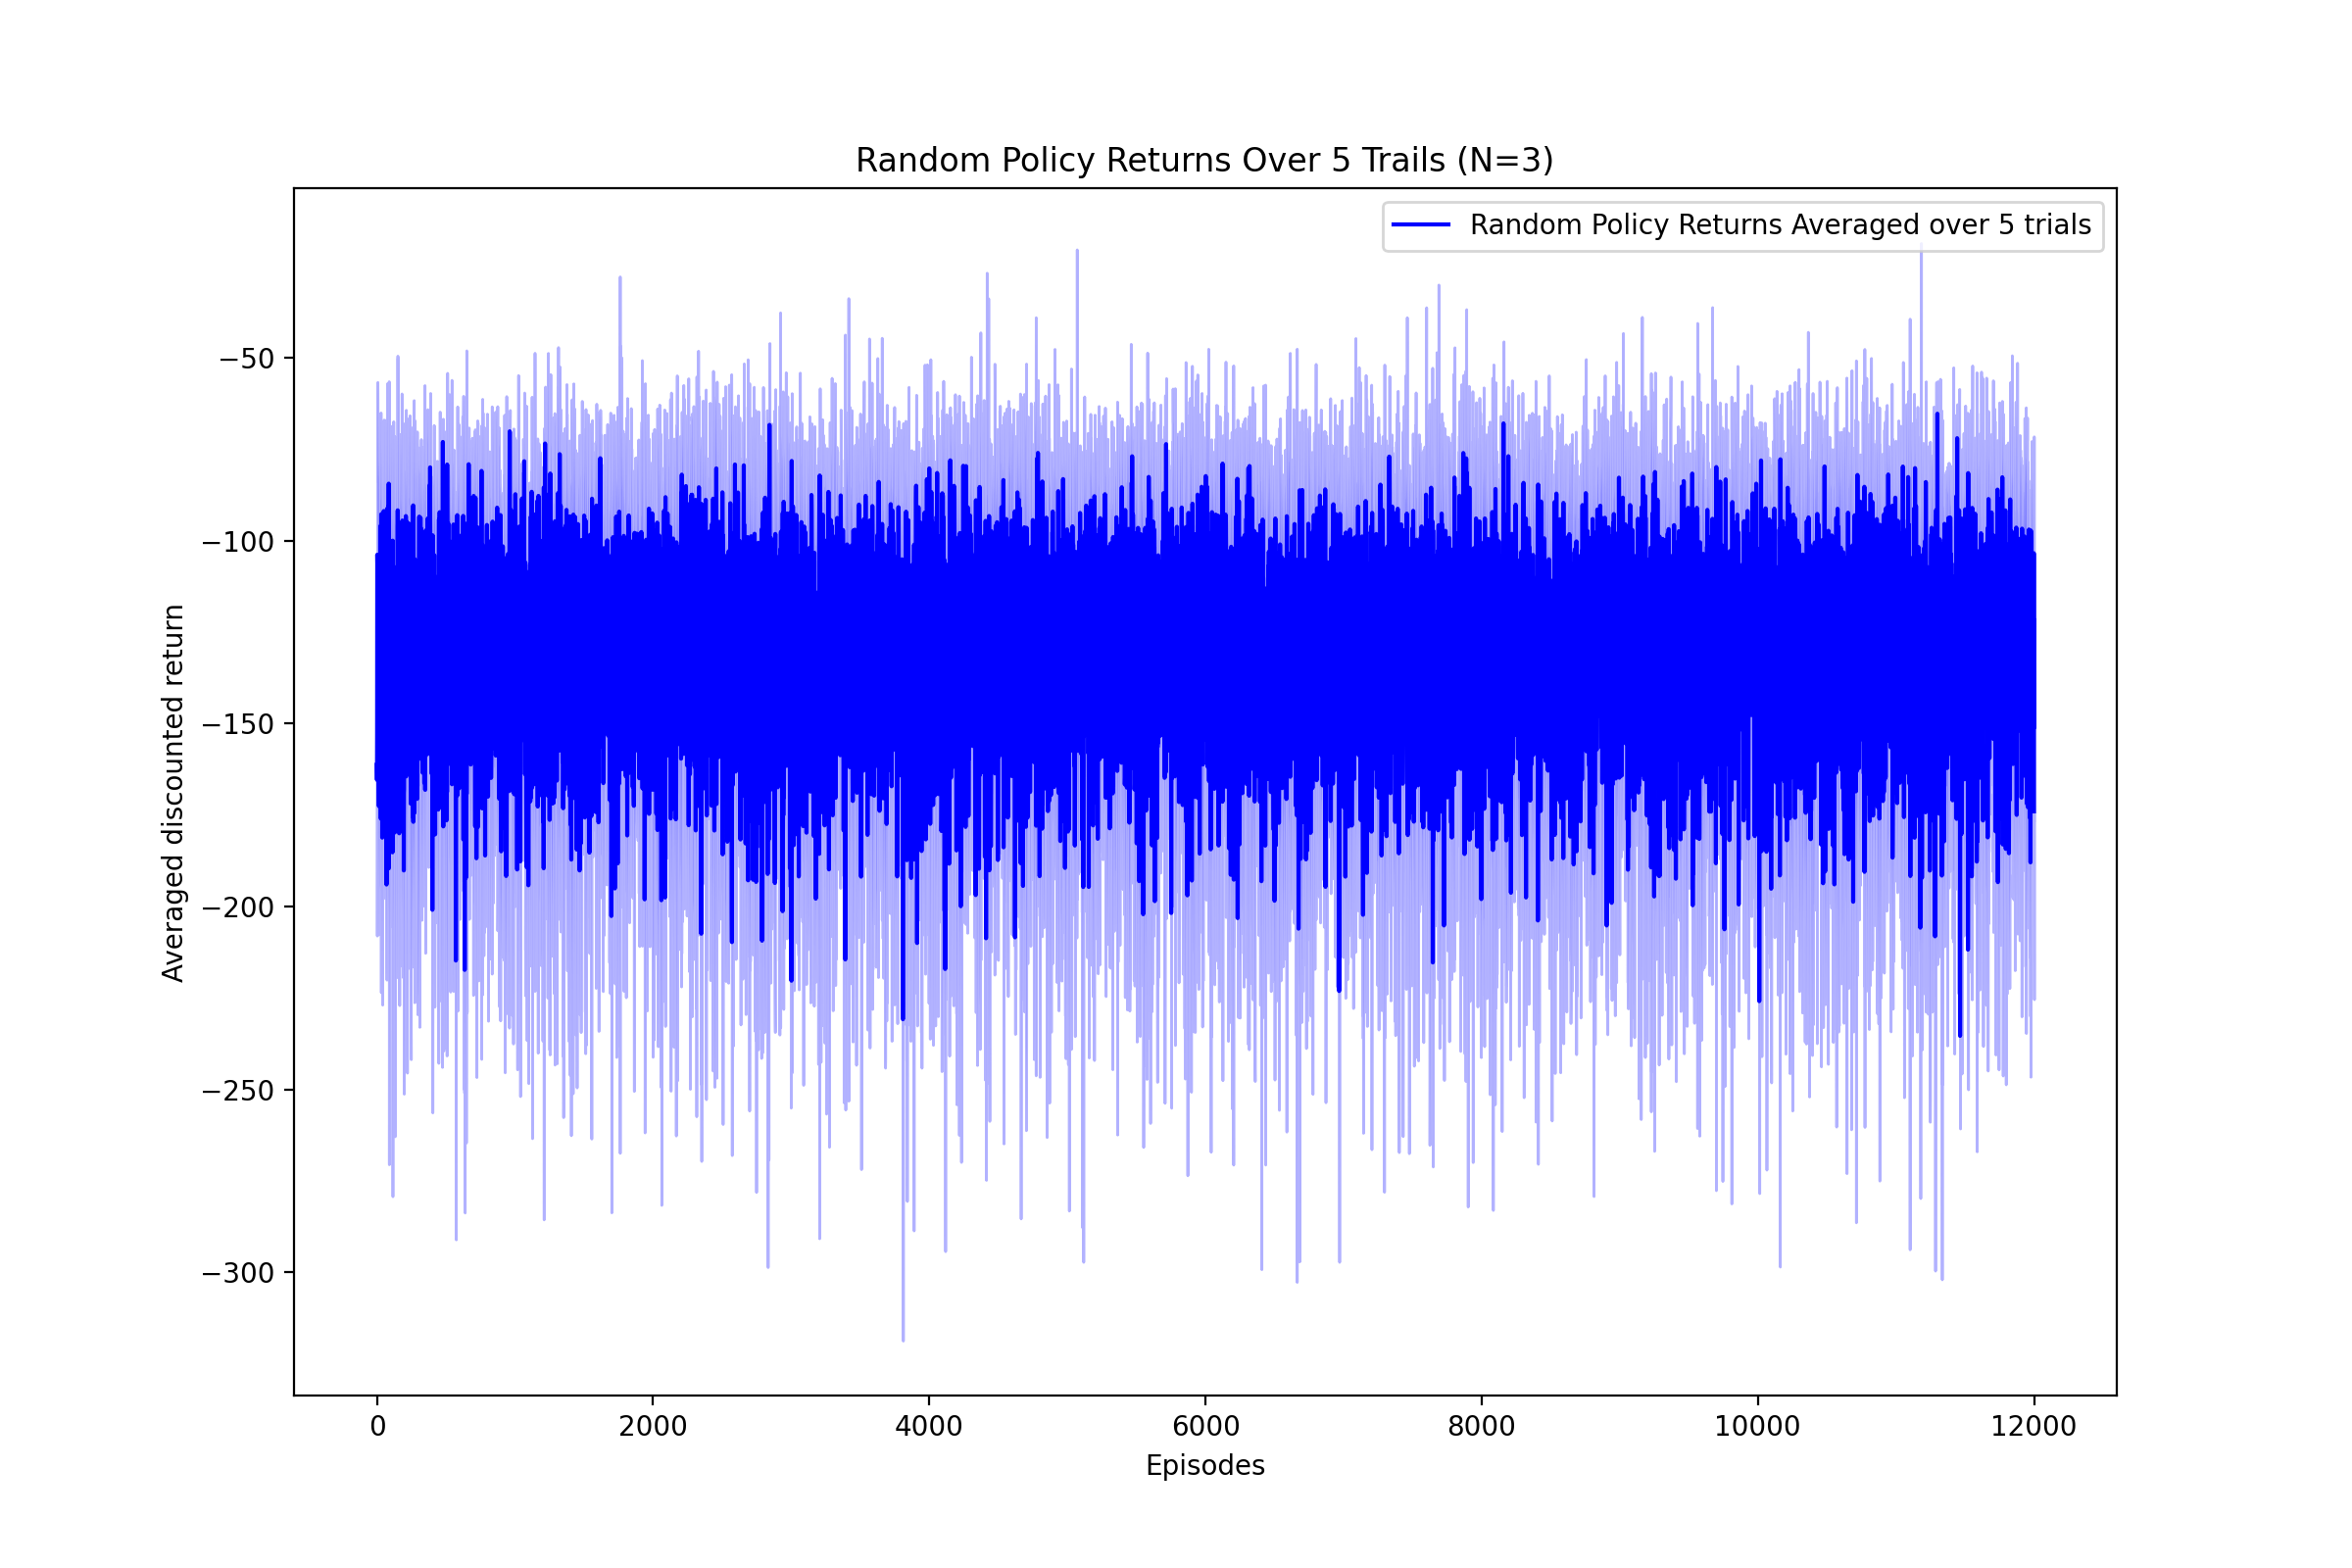 Random Policy Returns Over 5 Trails (N=3)
Random Policy Returns Averaged over 5 trials
Averaged discounted return
−50
−100
−150
−200
−250
−300
0 2000 4000 6000 8000 10000 12000
Episodes